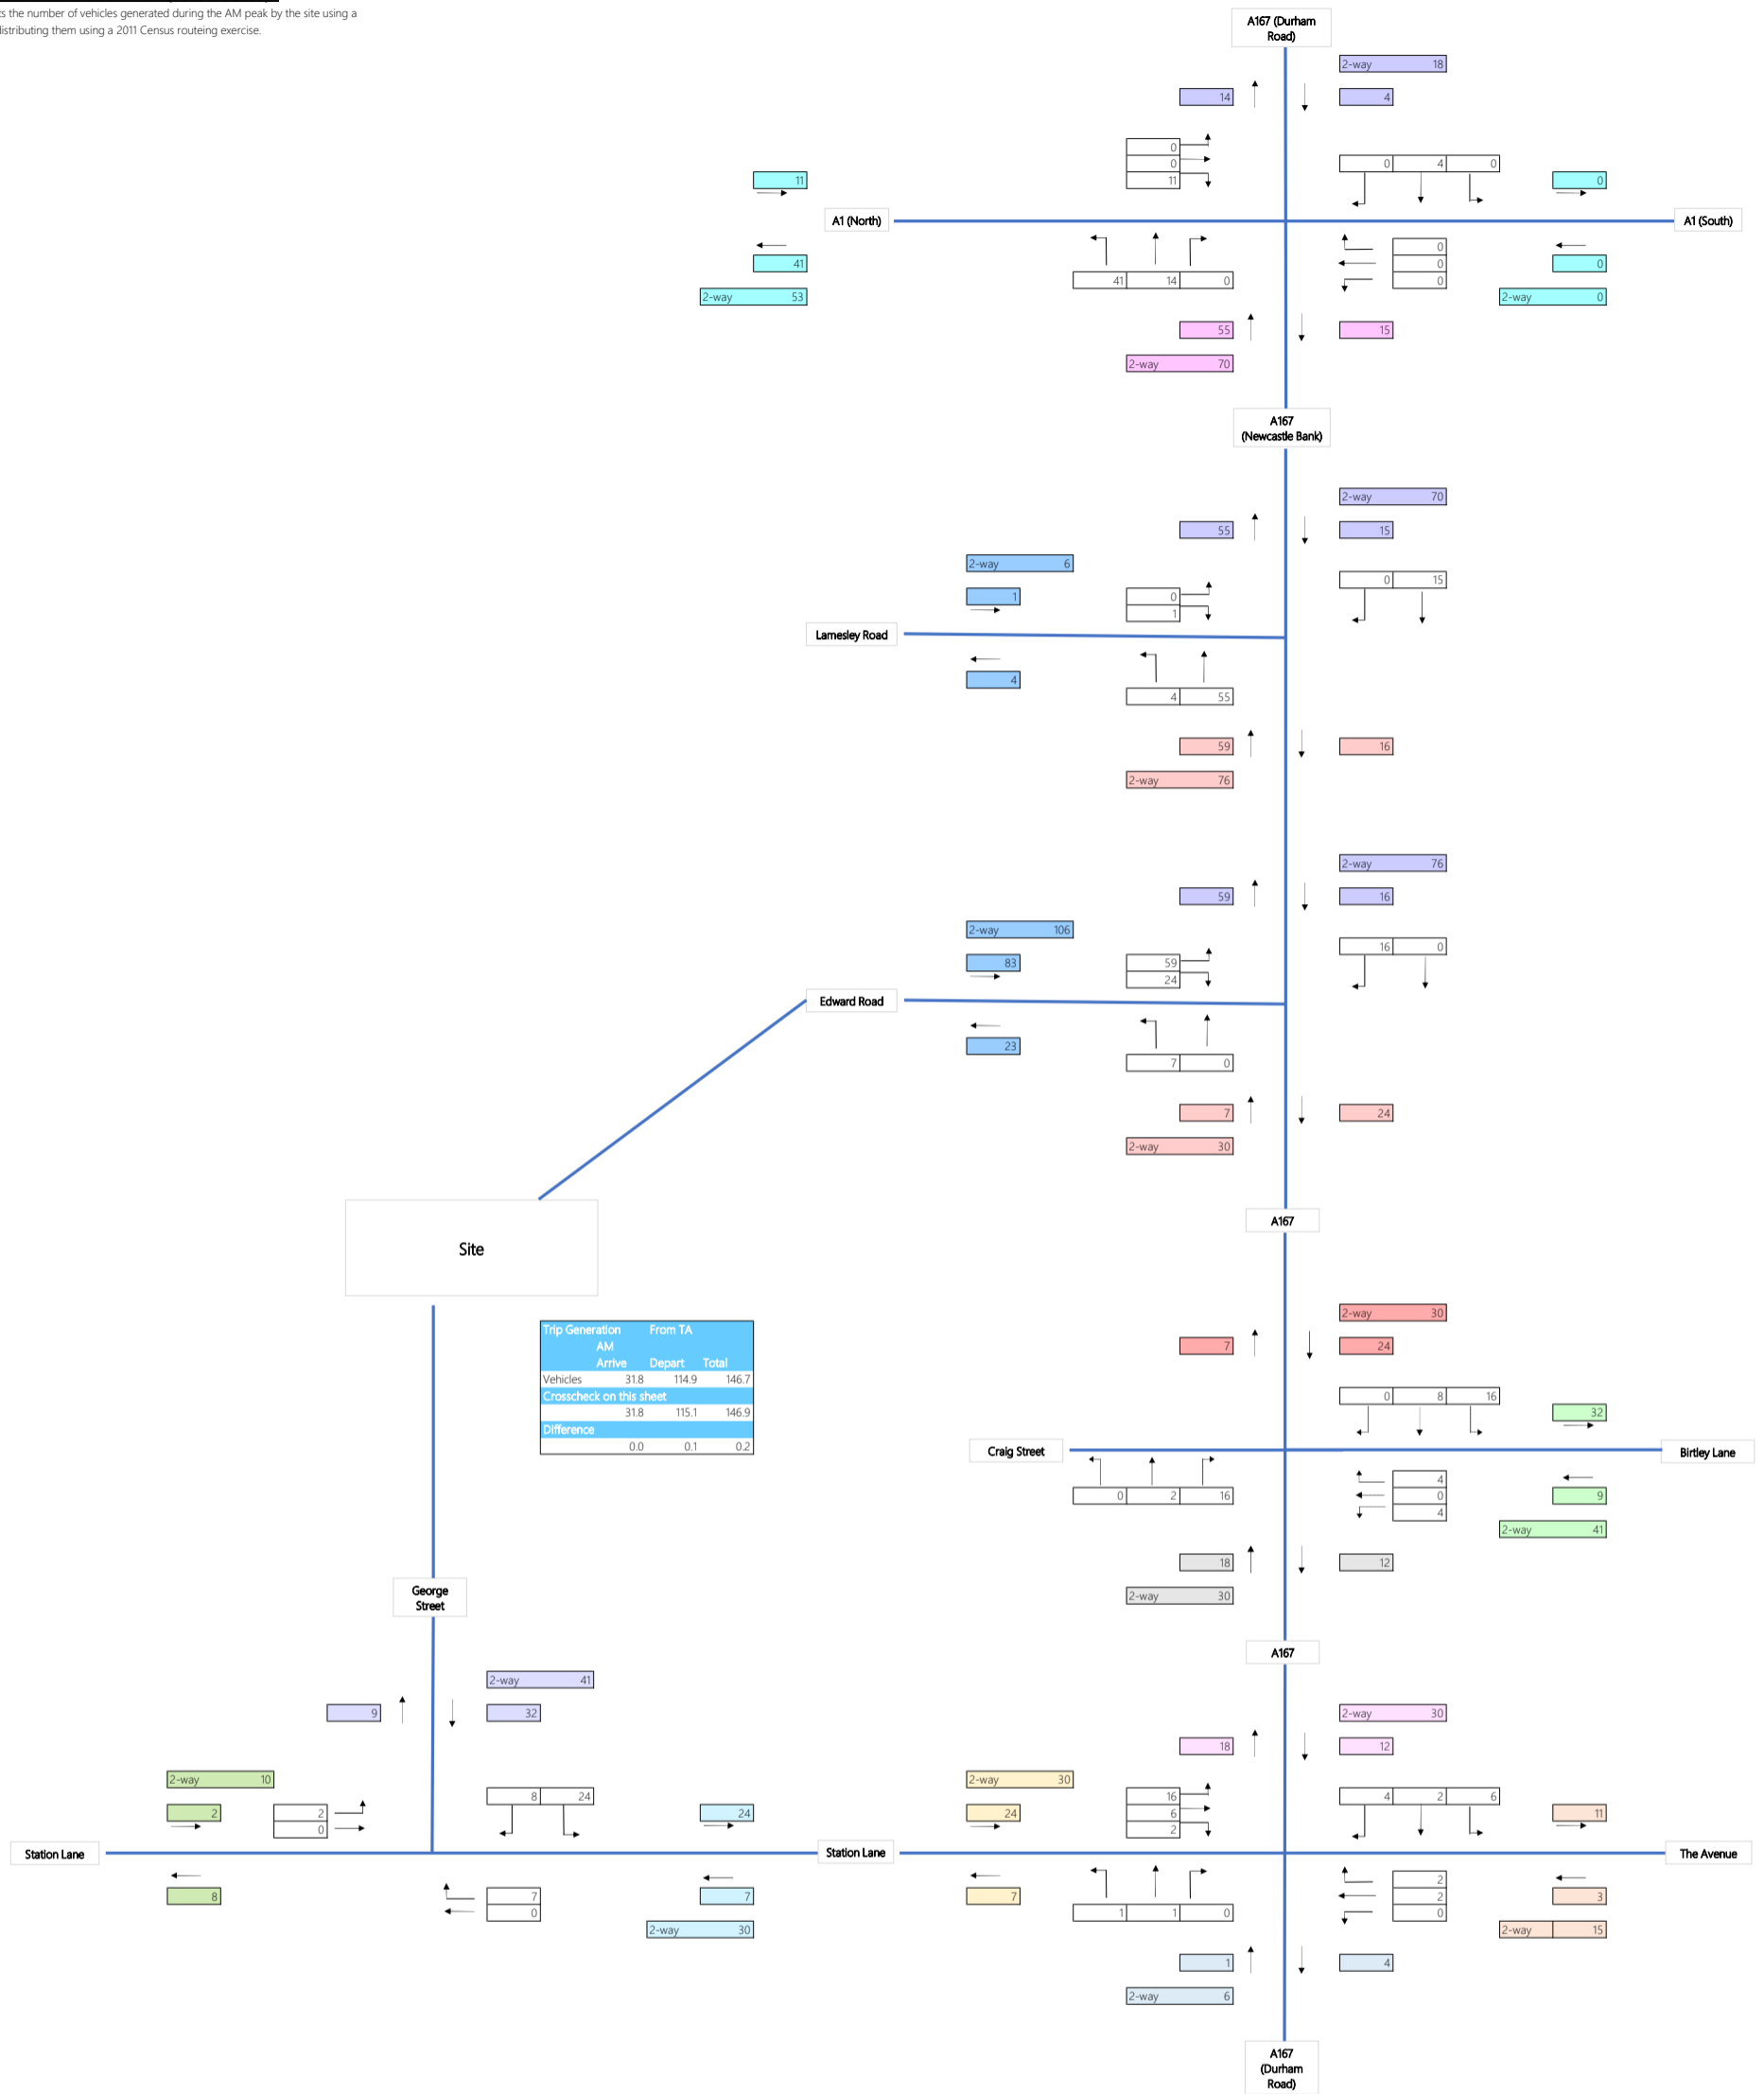 s the number of vehicles generated during the AM peak by the site using a
istributing them using a 2011 Census routeing exercise.
A167 (Durham
Road)
2-way 18
14 4
0
0
11
0 4 0
11
0
A1 (North)
A1 (South)
41
2-way 53
41 14 0
0
0
0
0
2-way 0
55 15
2-way 70
A167
(Newcastle Bank)
2-way 70
55 15
2-way 6
1
0
1
0 15
Lamesley Road
4
4 55
59 16
2-way 76
2-way 76
59 16
2-way 106
83
59
24
16 0
Edward Road
23
7 0
7 24
2-way 30
A167
Site
Trip Generation From TA
AM
Arrive Depart Total
Vehicles 31.8 114.9 146.7
Crosscheck on this sheet
31.8 115.1 146.9
Difference
0.0 0.1 0.2
2-way 30
7 24
0 8 16
32
Craig Street
Birtley Lane
0 2 16
4
0
4
9
2-way 41
18 12
2-way 30
George
Street
A167
2-way 41
9 32
2-way 10
2
2
0
8 24
24
Station Lane
8
7
0
7
2-way 30
2-way 30
18 12
2-way 30
24
16
6
2
4 2 6
11
Station Lane
The Avenue
7
1 1 0
2
2
0
3
2-way 15
1 4
2-way 6
A167
(Durham
Road)